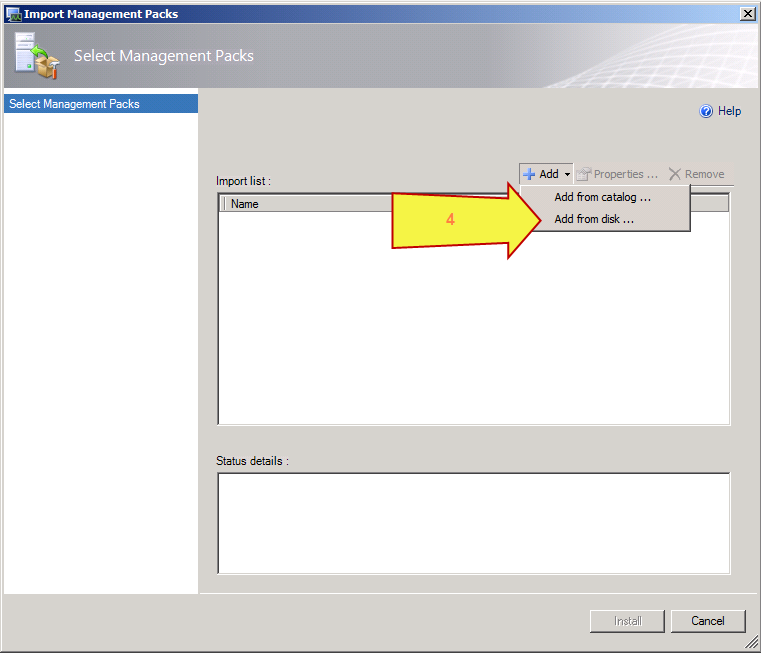 Import Management Packs
Select Management Packs
Select Management Packs
Help
Add
Properties ...
Remove
Import list :
Add from catalog ...
Name
4
Add from disk ...
Status details :
Install
Cancel